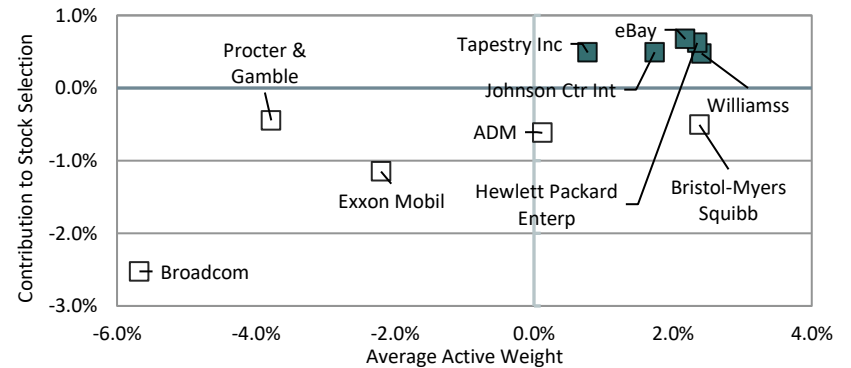 Contribution to Stock Selection
1.0%
0.0%
-1.0%
-2.0%
-3.0%
Procter &
Gamble
Tapestry Inc
eBay
Johnson Ctr Int
Williamss
ADM
Exxon Mobil
Hewlett Packard
Enterp
Bristol-Myers
Squibb
Broadcom
-6.0%
-4.0%
-2.0%
0.0%
2.0%
4.0%
Average Active Weight